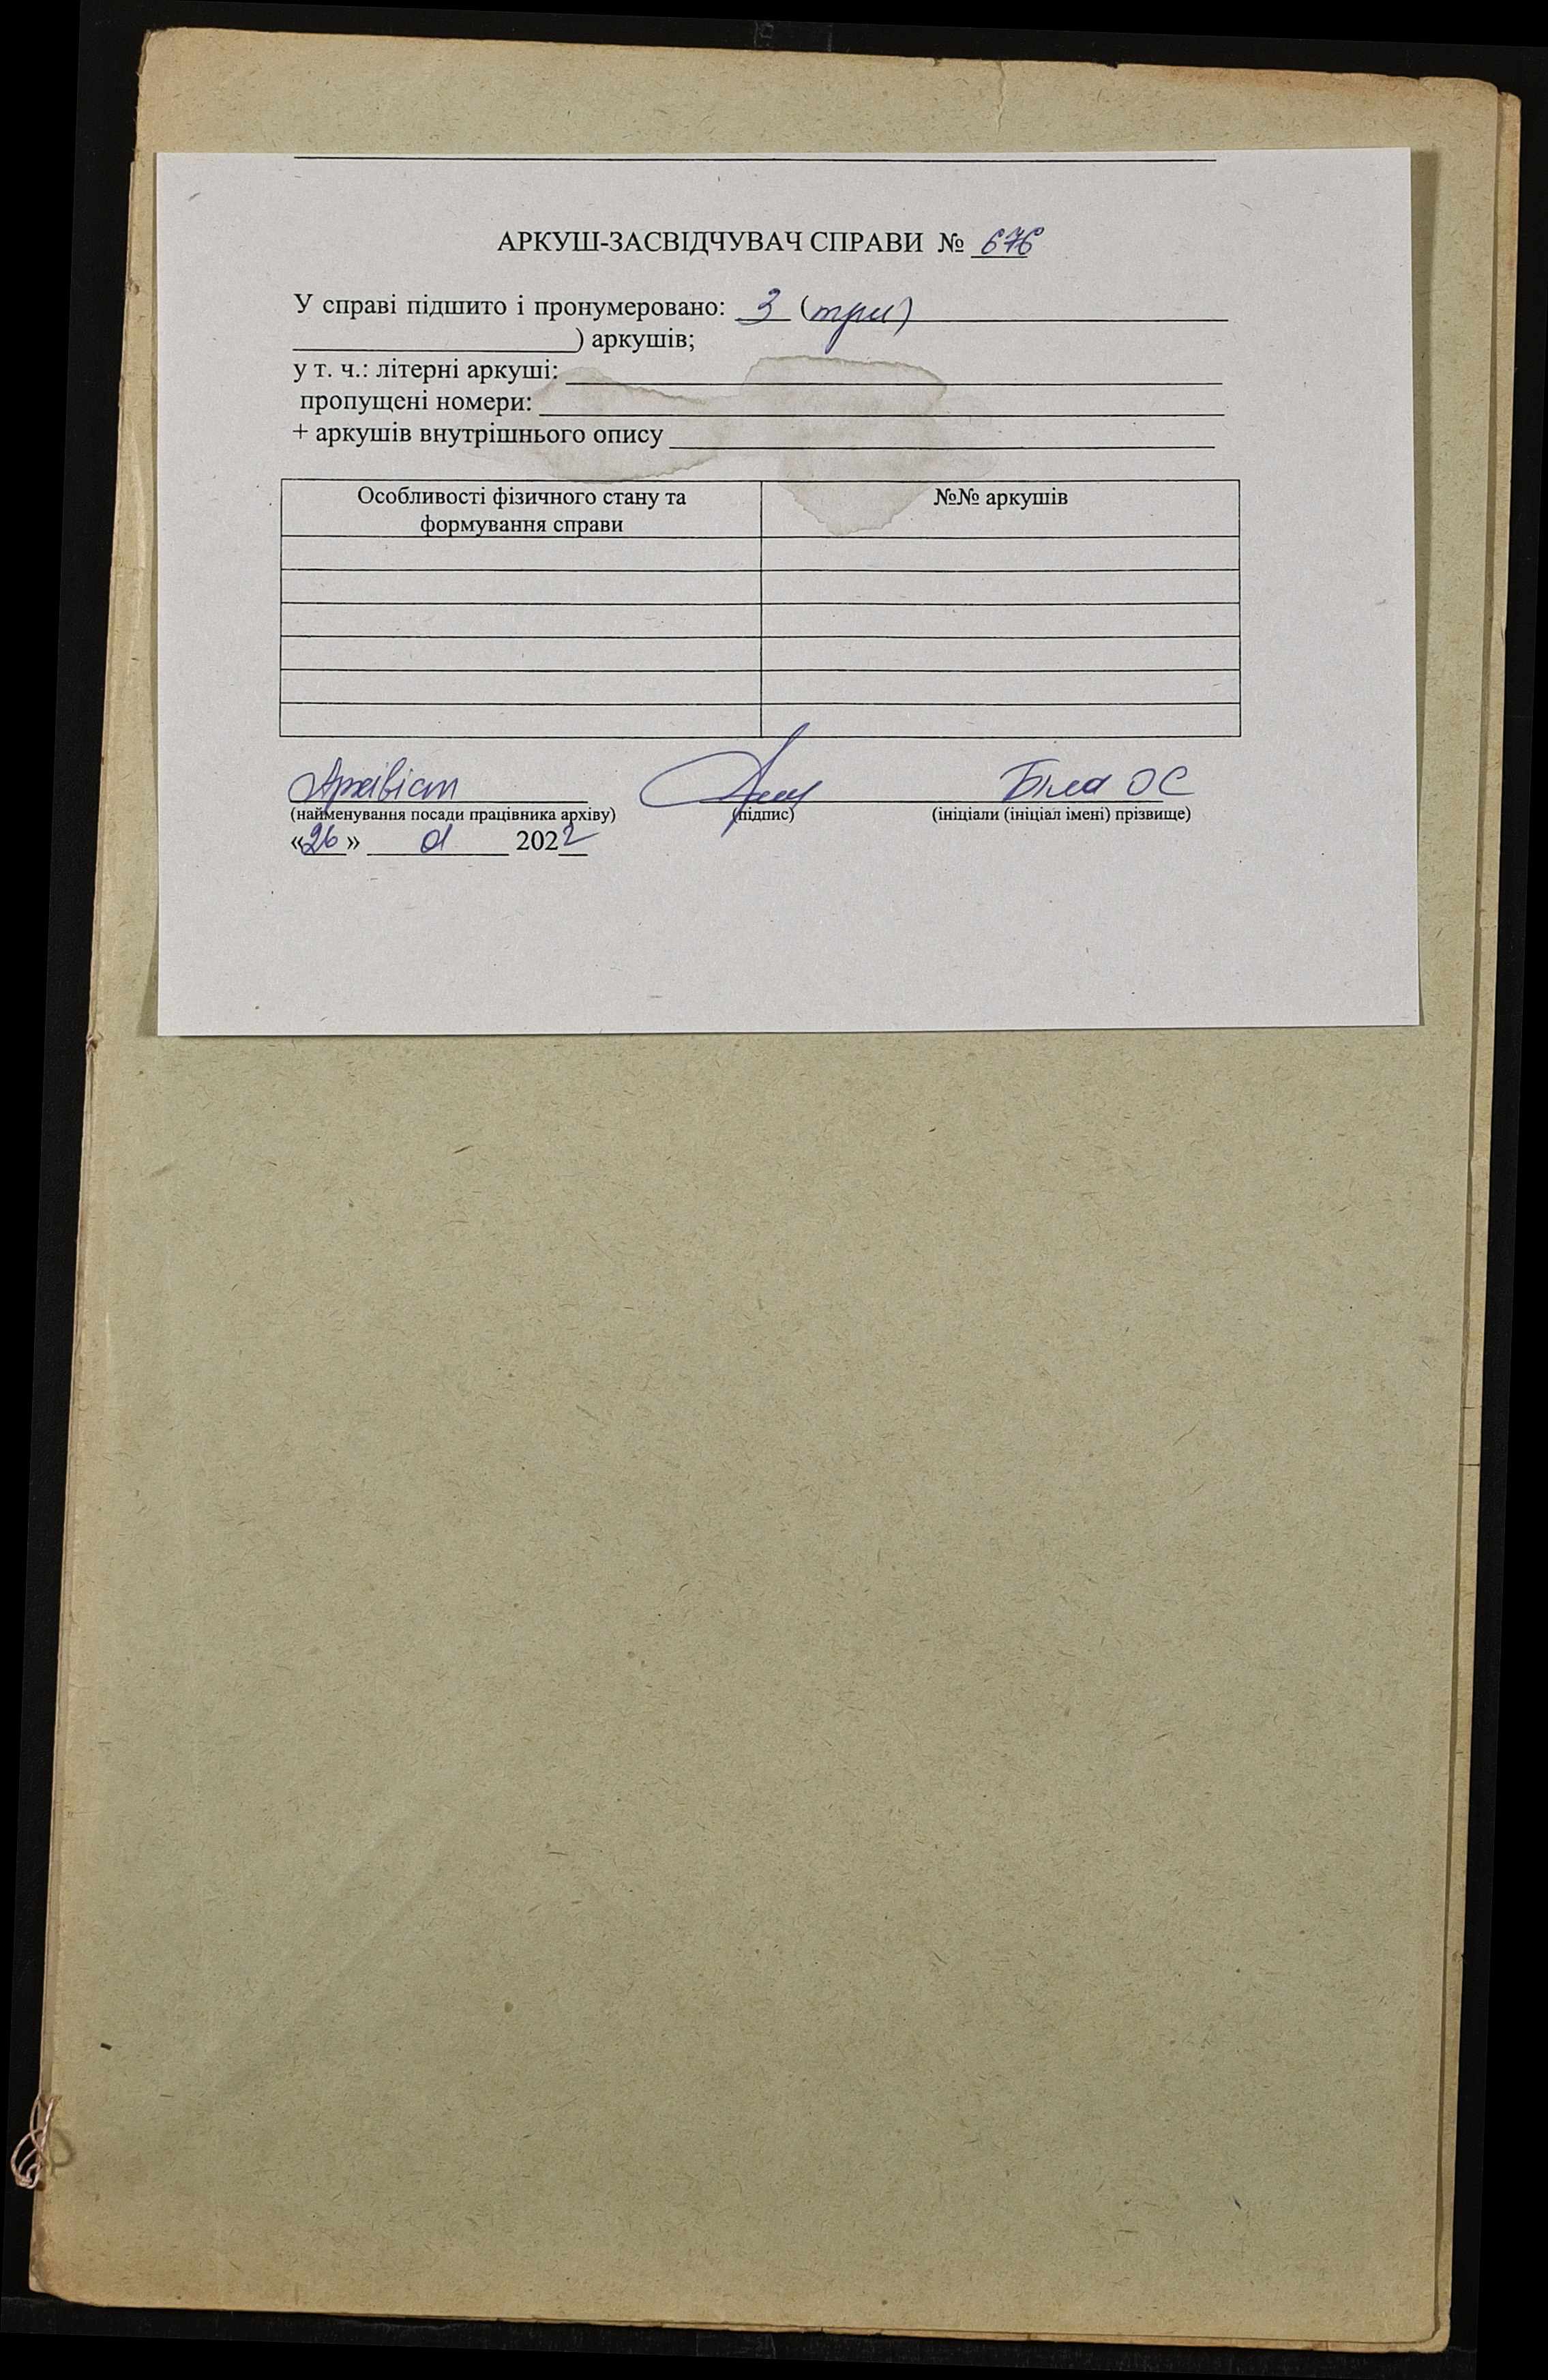 АРКУШ-ЗАСВІДЧУВАЧ СПРАВИ № 676
У справі підшито і пронумеровано: 3 (три)
) аркушів;
у т. ч.: літерні аркуші:
пропущені номери:
+ аркушів внутрішнього опису
Особливості фізичного стану та формування справи
№№ аркушів
Архівіст Біла ОС
(найменування посади працівника архіву) (підпис) (ініціали (ініціал імені) прізвище)
«26» 01 2022